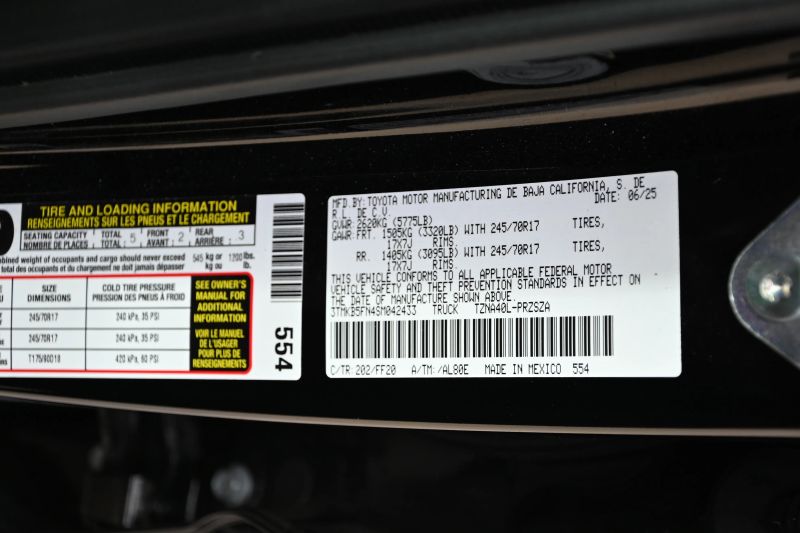 TIRE AND LOADING INFORMATION
RENSEIGNEMENTS SUR LES PNEUS ET LE CHARGEMENT
SEATING CAPACITY
NOMBRE DE PLACES
TOTAL 5
FRONT
AVANT 2
REAR
ARRIÈRE 3
combined weight of occupants and cargo should never exceed 545 kg or 1200 lbs.
total des occupants et du chargement ne doit jamais dépasser kg ou lb.
SIZE
DIMENSIONS
COLD TIRE PRESSURE
PRESSION DES PNEUS À FROID
245/70R17 240 kPa, 35 PSI
245/70R17 240 kPa, 35 PSI
T175/80D18 420 kPa, 60 PSI
SEE OWNER'S
MANUAL FOR
ADDITIONAL
INFORMATION
VOIR LE MANUEL
DE L'USAGER
POUR PLUS DE
RENSEIGNEMENTS
554
MFD.BY:TOYOTA MOTOR MANUFACTURING DE BAJA CALIFORNIA, S. DE
R.L. DE C.V. DATE: 06/25
GVWR:2620KG (5775LB)
GAWR:FRT. 1505KG (3320LB) WITH 245/70R17 TIRES,
17X7J RIMS
RR. 1405KG (3095LB) WITH 245/70R17 TIRES,
17X7J RIMS
THIS VEHICLE CONFORMS TO ALL APPLICABLE FEDERAL MOTOR
VEHICLE SAFETY AND THEFT PREVENTION STANDARDS IN EFFECT ON
THE DATE OF MANUFACTURE SHOWN ABOVE.
3TMKB5FN4SM042433 TRUCK TZNA40L-PRZSZA
C/TR:202/FF20 A/TM:/AL80E MADE IN MEXICO 554